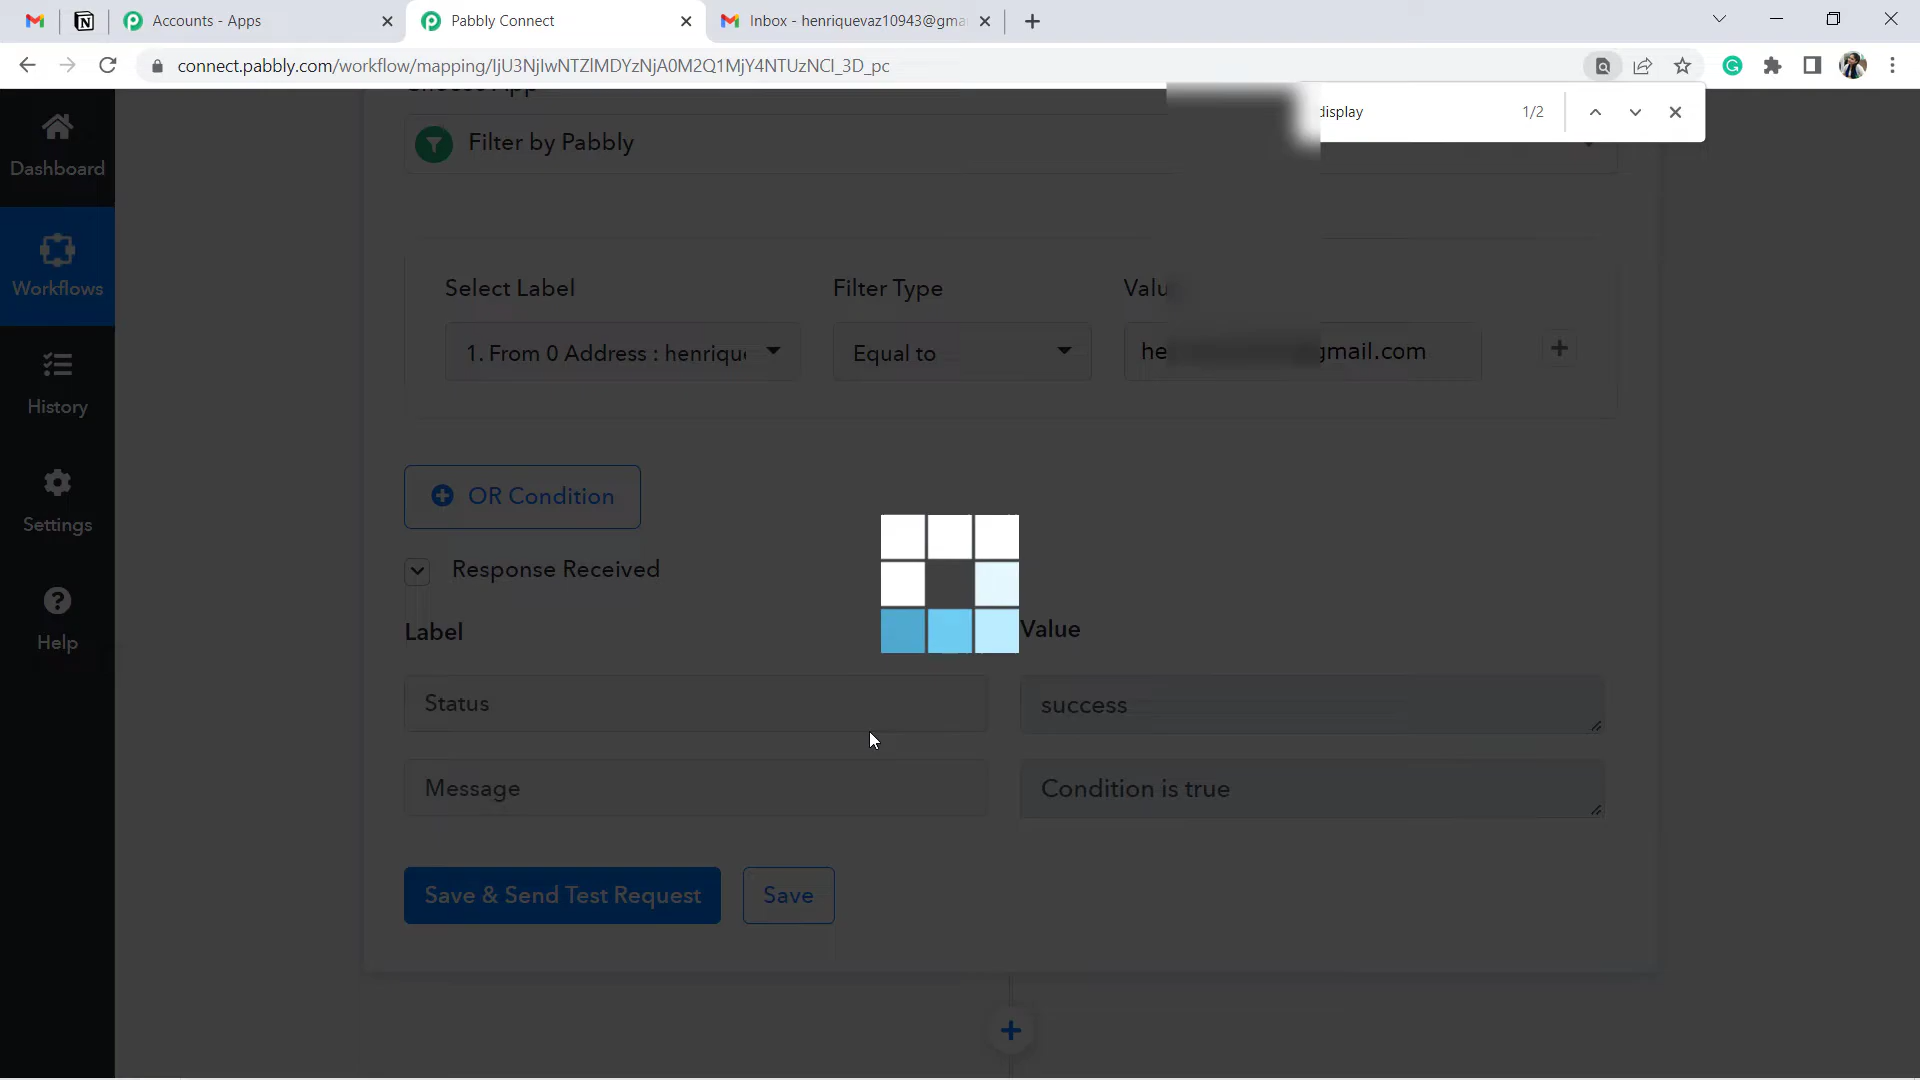 Accounts - Apps
Pabbly Connect
Inbox - henriquevaz10943@gma
connect.pabbly.com/workflow/mapping/IjU3NjIwNTZlMDYzNjA0M2Q1MjY4NTUzNCI_3D_pc
display
1/2
Filter by Pabbly
Dashboard
Workflows
History
Settings
Help
Select Label
Filter Type
1. From 0 Address : henrique
Equal to
he
gmail.com
OR Condition
Response Received
Label
Value
Status
success
Message
Condition is true
Save & Send Test Request
Save